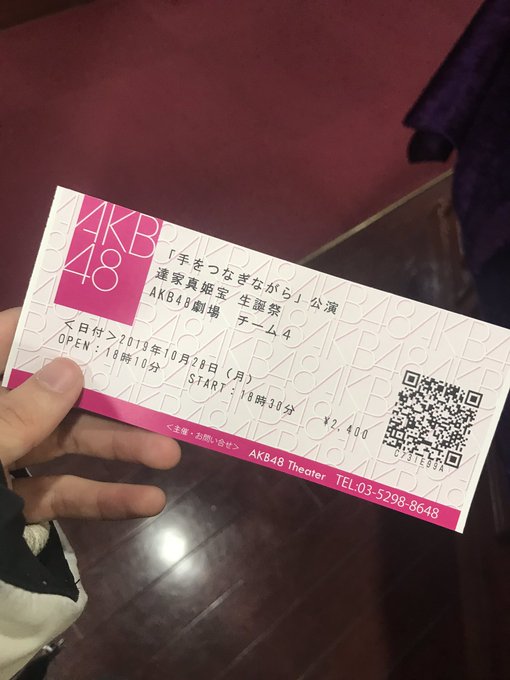 AKB
48
「手をつなぎながら」公演
達家真姫宝 生誕祭
AKB48劇場 チーム4
<日付>2019年10月28日(月)
OPEN:18時10分 START:18時30分
¥2,400
C731E99A
<主催・お問い合せ> AKB48 Theater TEL:03-5298-8648